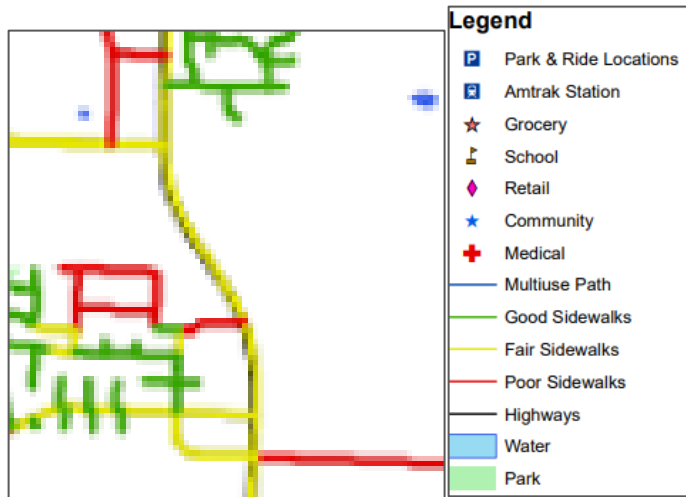 Legend
P Park & Ride Locations
Amtrak Station
Grocery
School
Retail
Community
Medical
Multiuse Path
Good Sidewalks
Fair Sidewalks
Poor Sidewalks
Highways
Water
Park